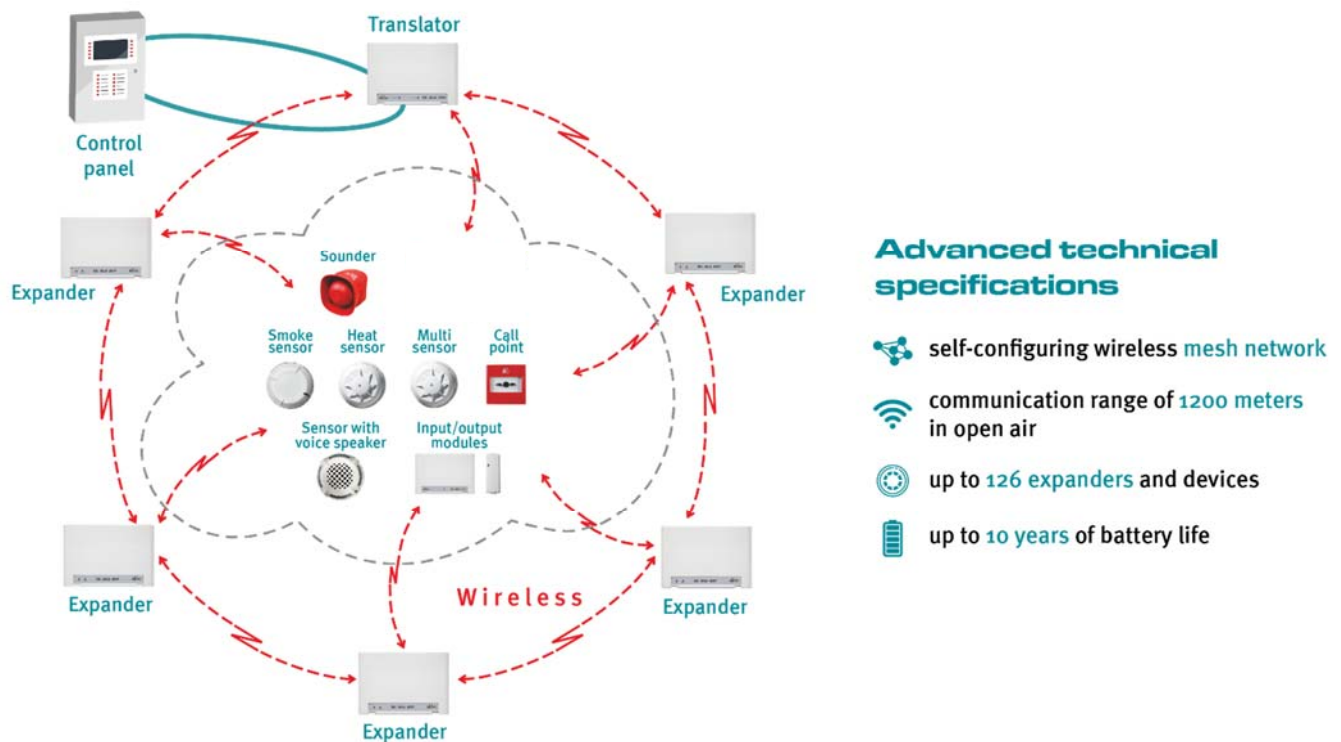 Translator
Control
panel
Expander
Expander
Sounder
Smoke
sensor
Heat
sensor
Multi
sensor
Call
point
Sensor with
voice speaker
Input/output
modules
Expander
Expander
Wireless
Expander
Advanced technical
specifications
self-configuring wireless mesh network
communication range of 1200 meters
in open air
up to 126 expanders and devices
up to 10 years of battery life